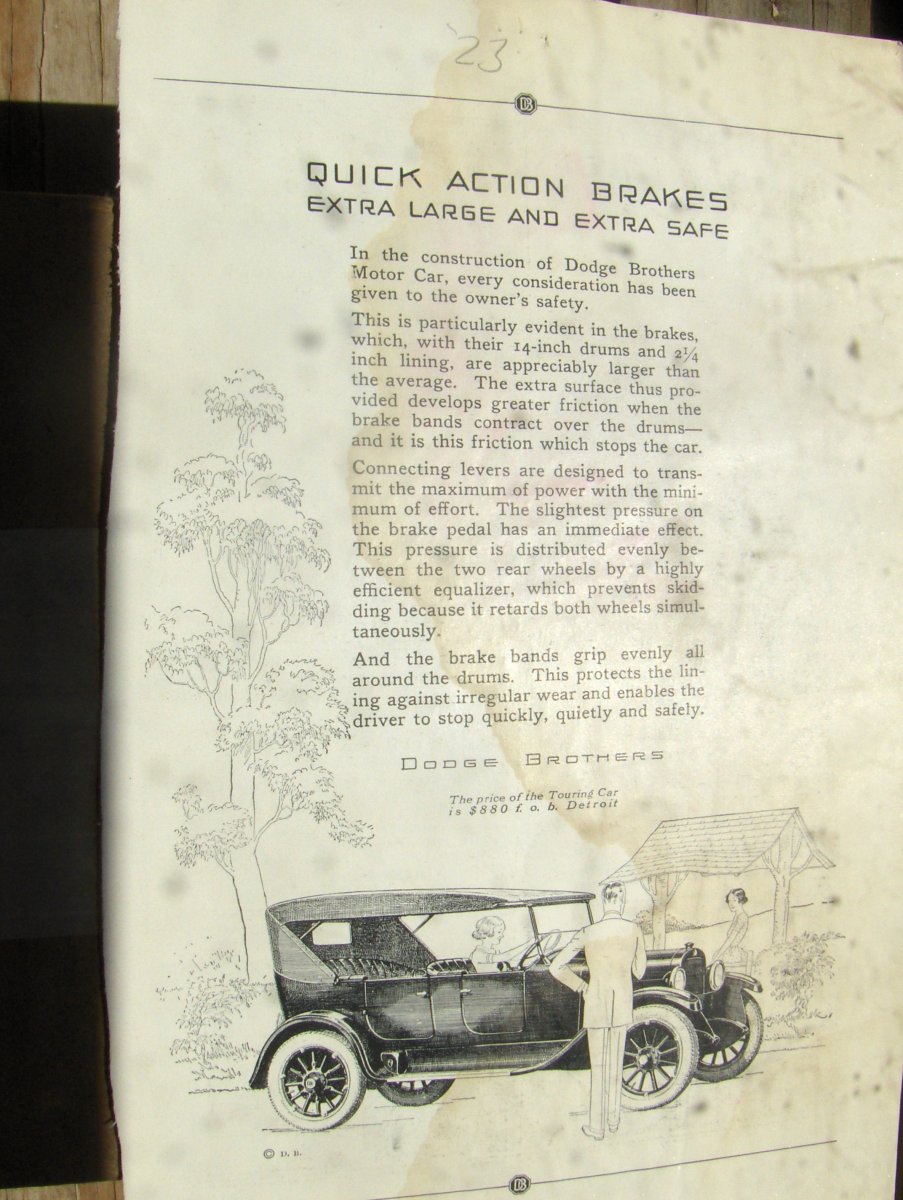 '23
DB
QUICK ACTION BRAKES
EXTRA LARGE AND EXTRA SAFE
In the construction of Dodge Brothers
Motor Car, every consideration has been
given to the owner's safety.
This is particularly evident in the brakes,
which, with their 14-inch drums and 2¼
inch lining, are appreciably larger than
the average. The extra surface thus pro-
vided develops greater friction when the
brake bands contract over the drums—
and it is this friction which stops the car.
Connecting levers are designed to trans-
mit the maximum of power with the mini-
mum of effort. The slightest pressure on
the brake pedal has an immediate effect.
This pressure is distributed evenly be-
tween the two rear wheels by a highly
efficient equalizer, which prevents skid-
ding because it retards both wheels simul-
taneously.
And the brake bands grip evenly all
around the drums. This protects the lin-
ing against irregular wear and enables the
driver to stop quickly, quietly and safely.
DODGE BROTHERS
The price of the Touring Car
is $880 f. o. b. Detroit
© D. B.
DB